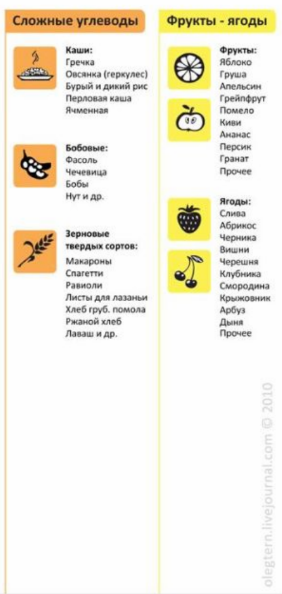 Сложные углеводы
Каши:
Гречка
Овсянка (геркулес)
Бурый и дикий рис
Перловая каша
Ячменная
Бобовые:
Фасоль
Чечевица
Бобы
Нут и др.
Зерновые
твердых сортов:
Макароны
Спагетти
Равиоли
Листы для лазаньи
Хлеб груб. помола
Ржаной хлеб
Лаваш и др.
Фрукты - ягоды
Фрукты:
Яблоко
Груша
Апельсин
Грейпфрут
Помело
Киви
Ананас
Персик
Гранат
Прочее
Ягоды:
Слива
Абрикос
Черника
Вишни
Черешня
Клубника
Смородина
Крыжовник
Арбуз
Дыня
Прочее
olegtern.livejournal.com © 2010